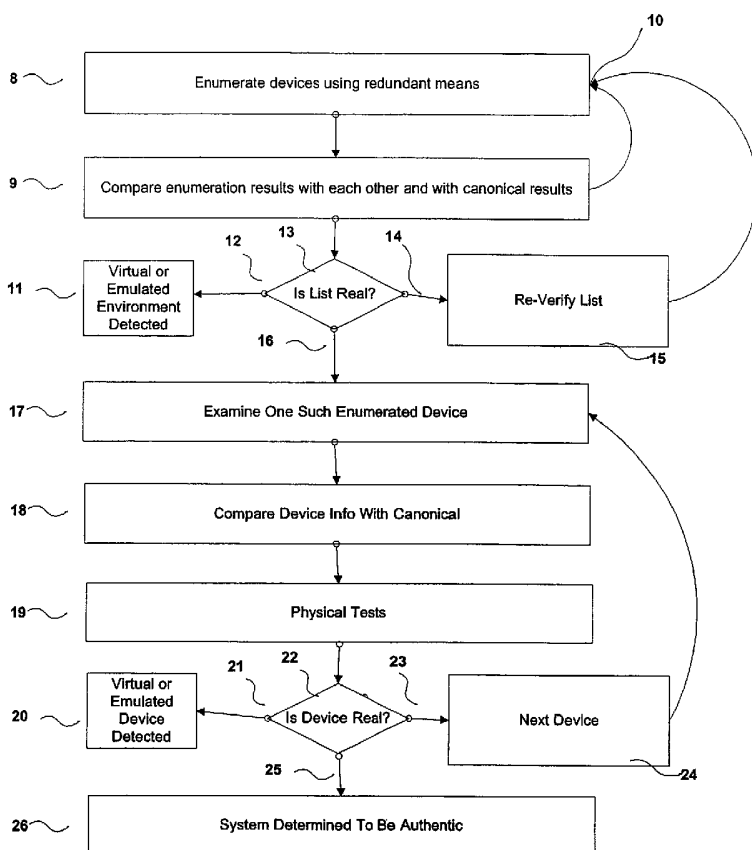 10
8
Enumerate devices using redundant means
9
Compare enumeration results with each other and with canonical results
12
13
14
11
Virtual or
Emulated
Environment
Detected
Is List Real?
Re-Verify List
15
16
17
Examine One Such Enumerated Device
18
Compare Device Info With Canonical
19
Physical Tests
21
22
23
20
Virtual or
Emulated
Device
Detected
Is Device Real?
Next Device
24
25
26
System Determined To Be Authentic